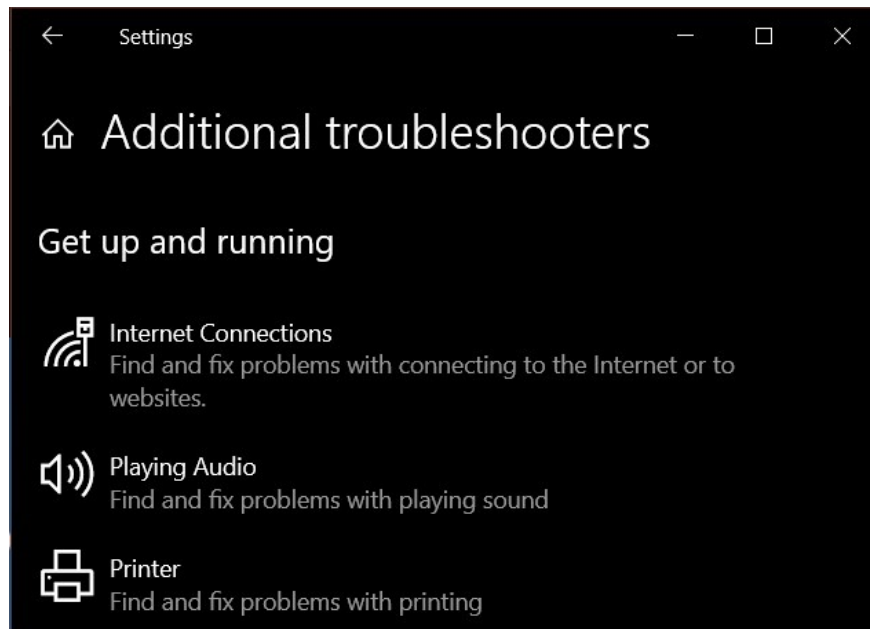 Settings
Additional troubleshooters
Get up and running
Internet Connections
Find and fix problems with connecting to the Internet or to
websites.
Playing Audio
Find and fix problems with playing sound
Printer
Find and fix problems with printing